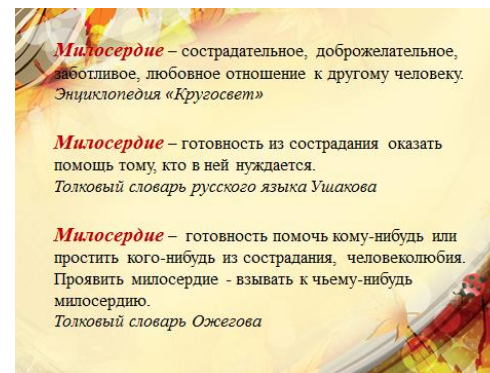 Милосердие – сострадательное, доброжелательное,
заботливое, любовное отношение к другому человеку.
Энциклопедия «Кругосвет»
Милосердие – готовность из сострадания оказать
помощь тому, кто в ней нуждается.
Толковый словарь русского языка Ушакова
Милосердие – готовность помочь кому-нибудь или
простить кого-нибудь из сострадания, человеколюбия.
Проявить милосердие - взывать к чьему-нибудь
милосердию.
Толковый словарь Ожегова